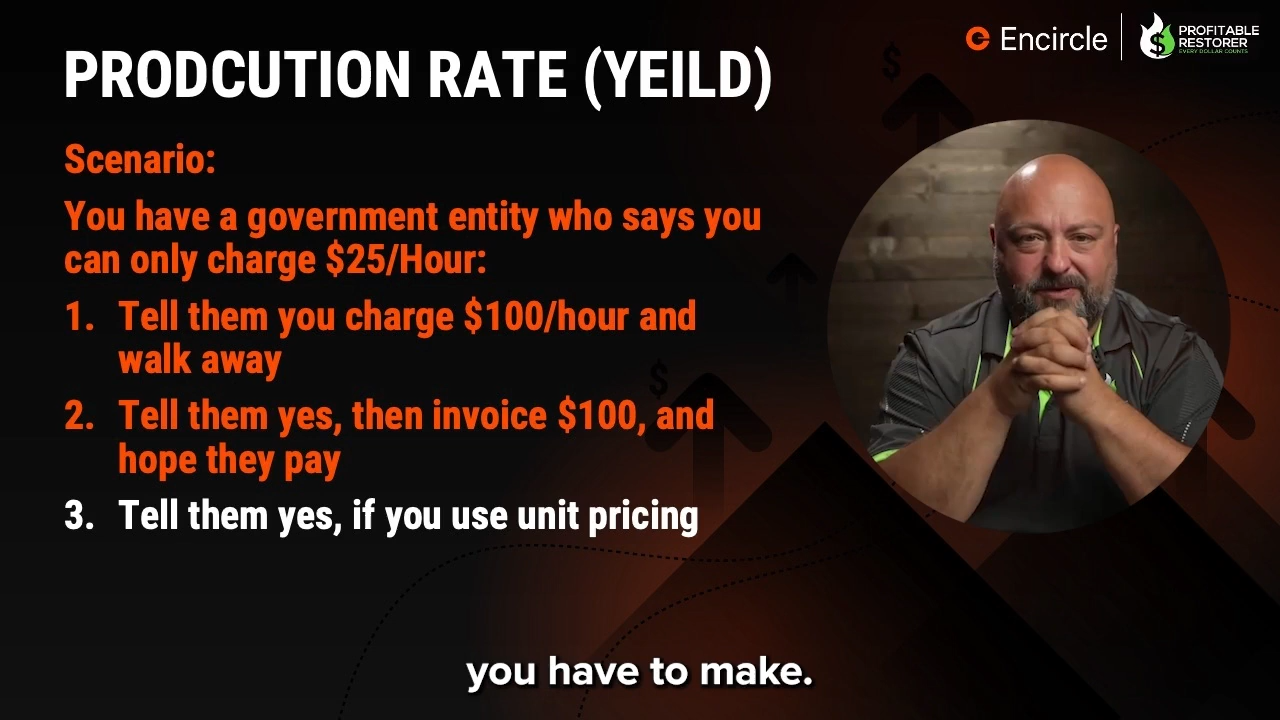 Encircle
PROFITABLE
RESTORER
EVERY DOLLAR COUNTS
PRODCUTION RATE (YEILD)
Scenario:
You have a government entity who says you
can only charge $25/Hour:
1. Tell them you charge $100/hour and
walk away
2. Tell them yes, then invoice $100, and
hope they pay
3. Tell them yes, if you use unit pricing
you have to make.